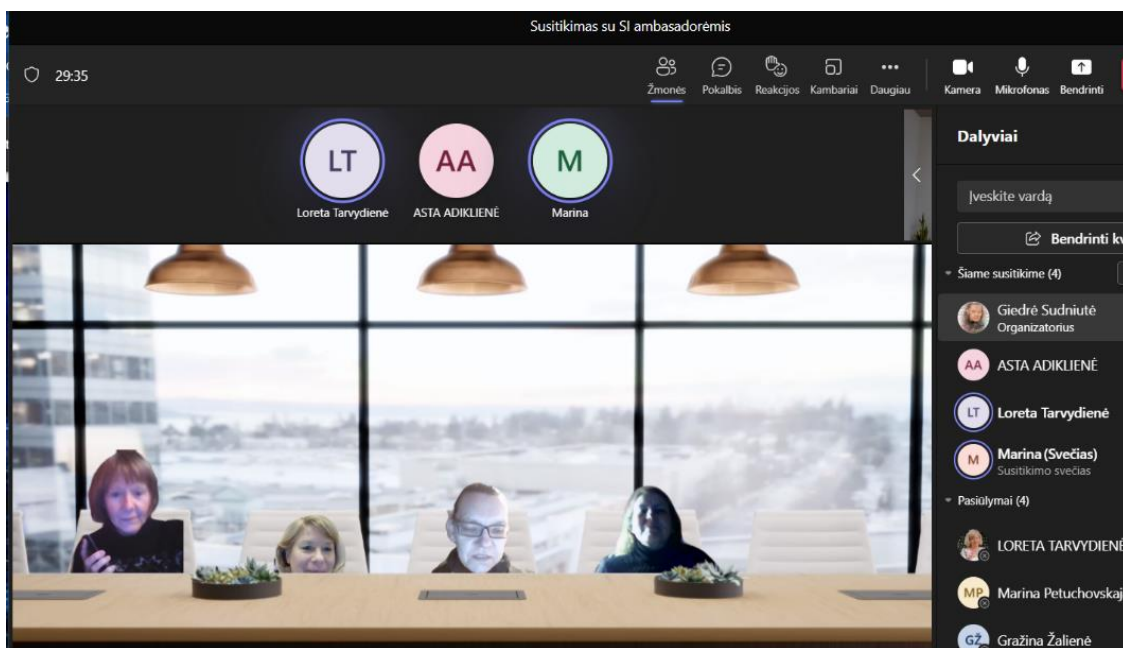 Susitikimas su SI ambasadorėmis
29:35
Žmonės
Pokalbis
Reakcijos
Kambariai
Daugiau
Kamera
Mikrofonas
Bendrinti
LT
AA
M
Loreta Tarvydienė
ASTA ADIKLIENĖ
Marina
Dalyviai
Įveskite vardą
Bendrinti kv
Šiame susitikime (4)
Giedrė Sudniutė
Organizatorius
AA
ASTA ADIKLIENĖ
LT
Loreta Tarvydienė
M
Marina (Svečias)
Susitikimo svečias
Pasiūlymai (4)
LORETA TARVYDIENĖ
MP
Marina Petuchovskaj
GŽ
Gražina Žalienė